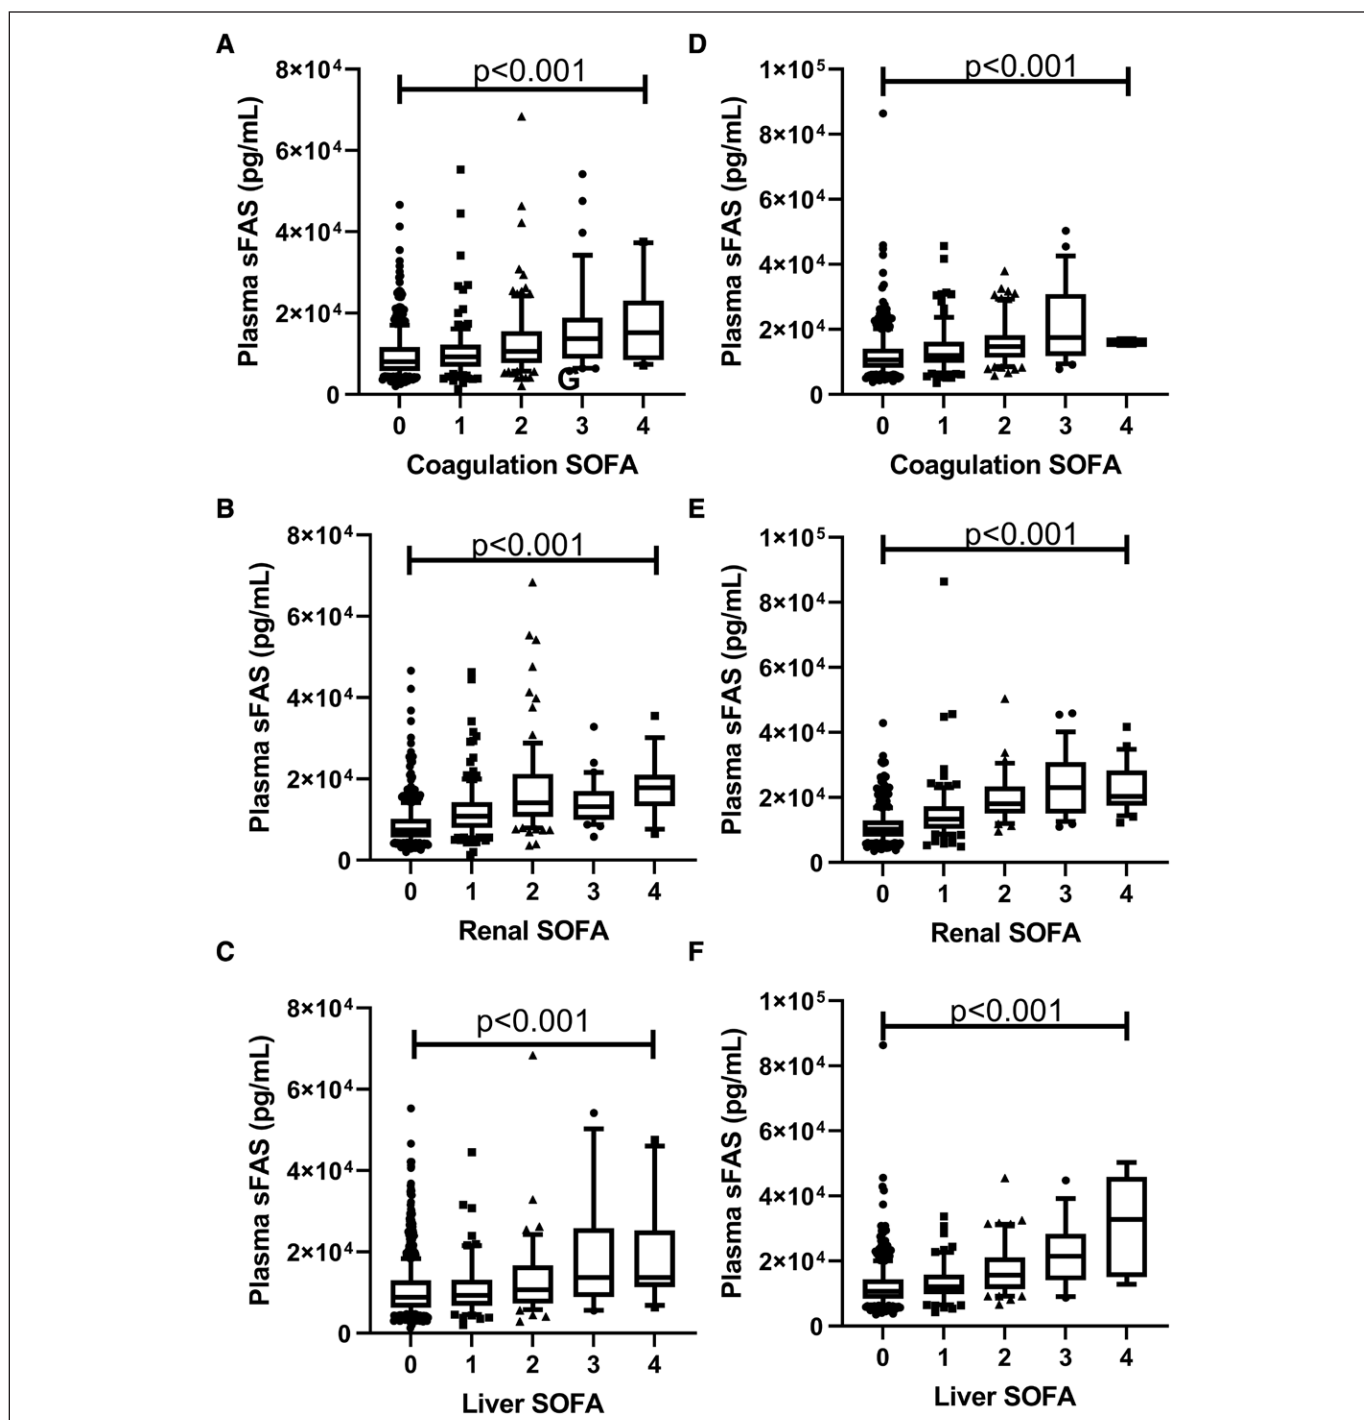 A
Plasma sFAS (pg/mL)
8×10⁴
6×10⁴
4×10⁴
2×10⁴
0
p<0.001
G
0 1 2 3 4
Coagulation SOFA
D
Plasma sFAS (pg/mL)
1×10⁵
8×10⁴
6×10⁴
4×10⁴
2×10⁴
0
p<0.001
0 1 2 3 4
Coagulation SOFA
B
Plasma sFAS (pg/mL)
8×10⁴
6×10⁴
4×10⁴
2×10⁴
0
p<0.001
0 1 2 3 4
Renal SOFA
E
Plasma sFAS (pg/mL)
1×10⁵
8×10⁴
6×10⁴
4×10⁴
2×10⁴
0
p<0.001
0 1 2 3 4
Renal SOFA
C
Plasma sFAS (pg/mL)
8×10⁴
6×10⁴
4×10⁴
2×10⁴
0
p<0.001
0 1 2 3 4
Liver SOFA
F
Plasma sFAS (pg/mL)
1×10⁵
8×10⁴
6×10⁴
4×10⁴
2×10⁴
0
p<0.001
0 1 2 3 4
Liver SOFA